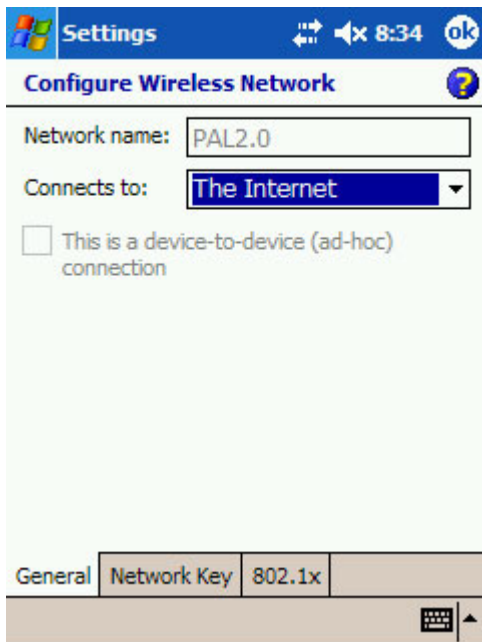 Settings 8:34 ok
Configure Wireless Network ?
Network name: PAL2.0
Connects to: The Internet
This is a device-to-device (ad-hoc)
connection
General Network Key 802.1x